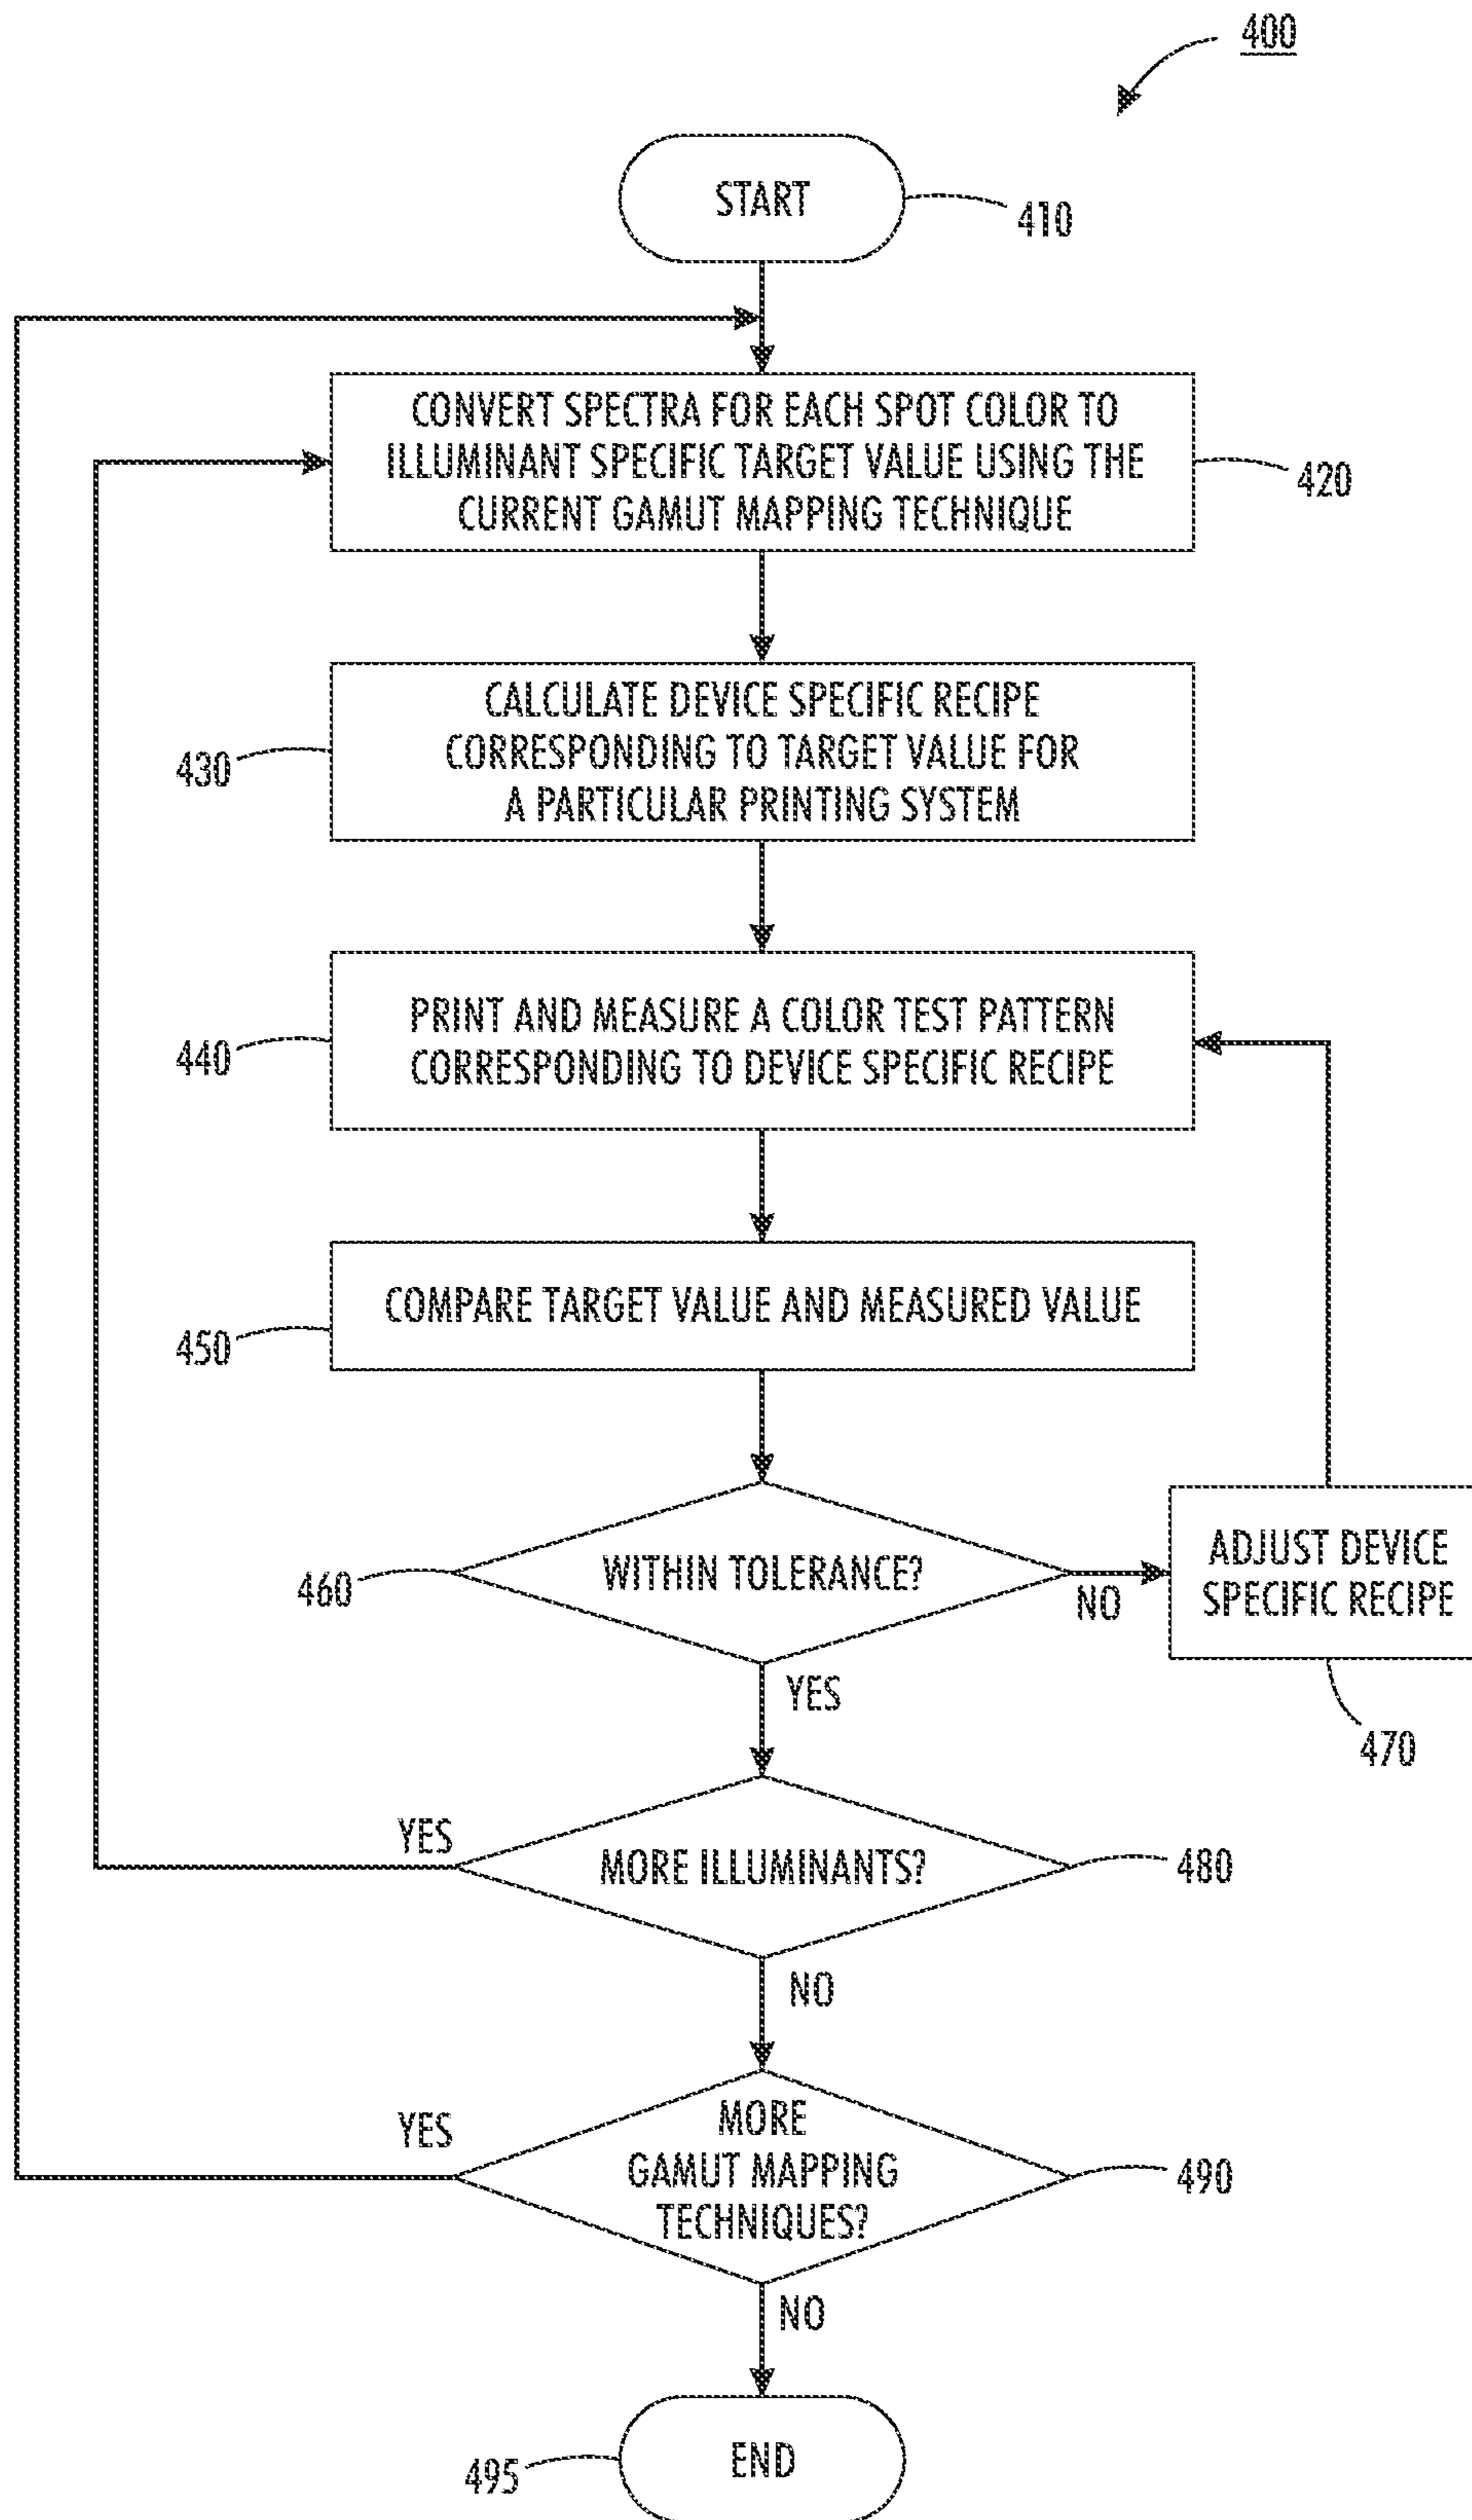 400
START
410
CONVERT SPECTRA FOR EACH SPOT COLOR TO
ILLUMINANT SPECIFIC TARGET VALUE USING THE
CURRENT GAMUT MAPPING TECHNIQUE
420
CALCULATE DEVICE SPECIFIC RECIPE
CORRESPONDING TO TARGET VALUE FOR
A PARTICULAR PRINTING SYSTEM
430
PRINT AND MEASURE A COLOR TEST PATTERN
CORRESPONDING TO DEVICE SPECIFIC RECIPE
440
COMPARE TARGET VALUE AND MEASURED VALUE
450
WITHIN TOLERANCE?
460
NO
ADJUST DEVICE
SPECIFIC RECIPE
470
YES
YES
MORE ILLUMINANTS?
480
NO
YES
MORE
GAMUT MAPPING
TECHNIQUES?
490
NO
END
495